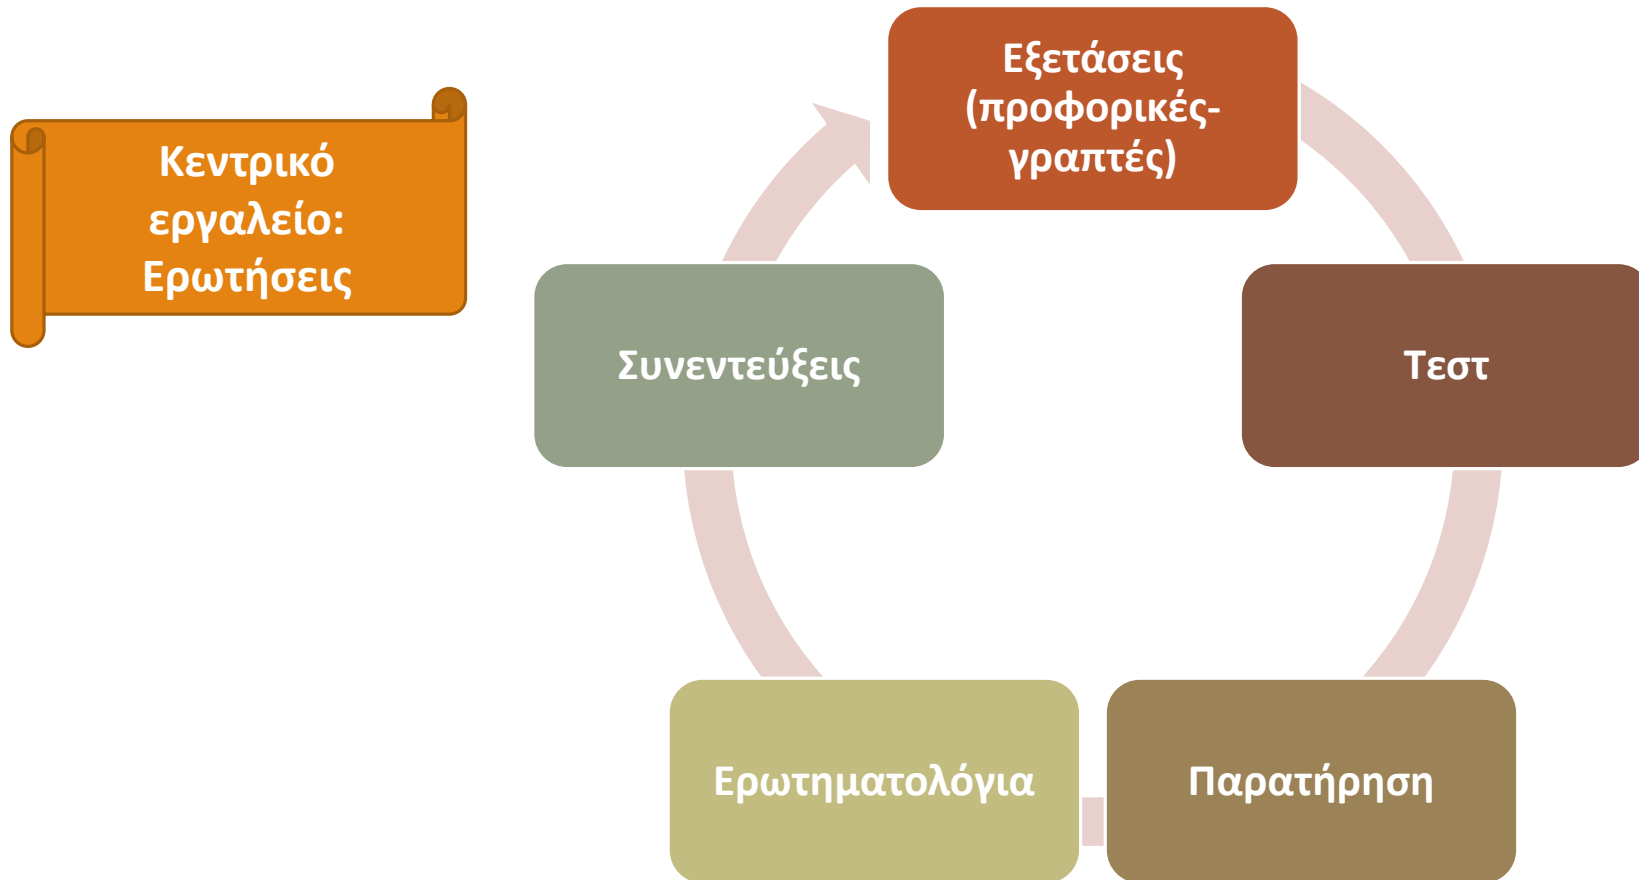 Κεντρικό
εργαλείο:
Ερωτήσεις
Εξετάσεις
(προφορικές-
γραπτές)
Τεστ
Παρατήρηση
Ερωτηματολόγια
Συνεντεύξεις